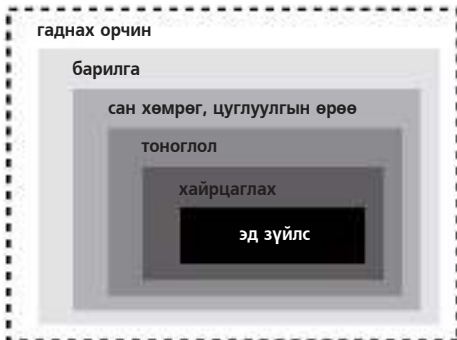 гаднах орчин
барилга
сан хөмрөг, цуглуулгын өрөө
тоноглол
хайрцаглах
эд зүйлс